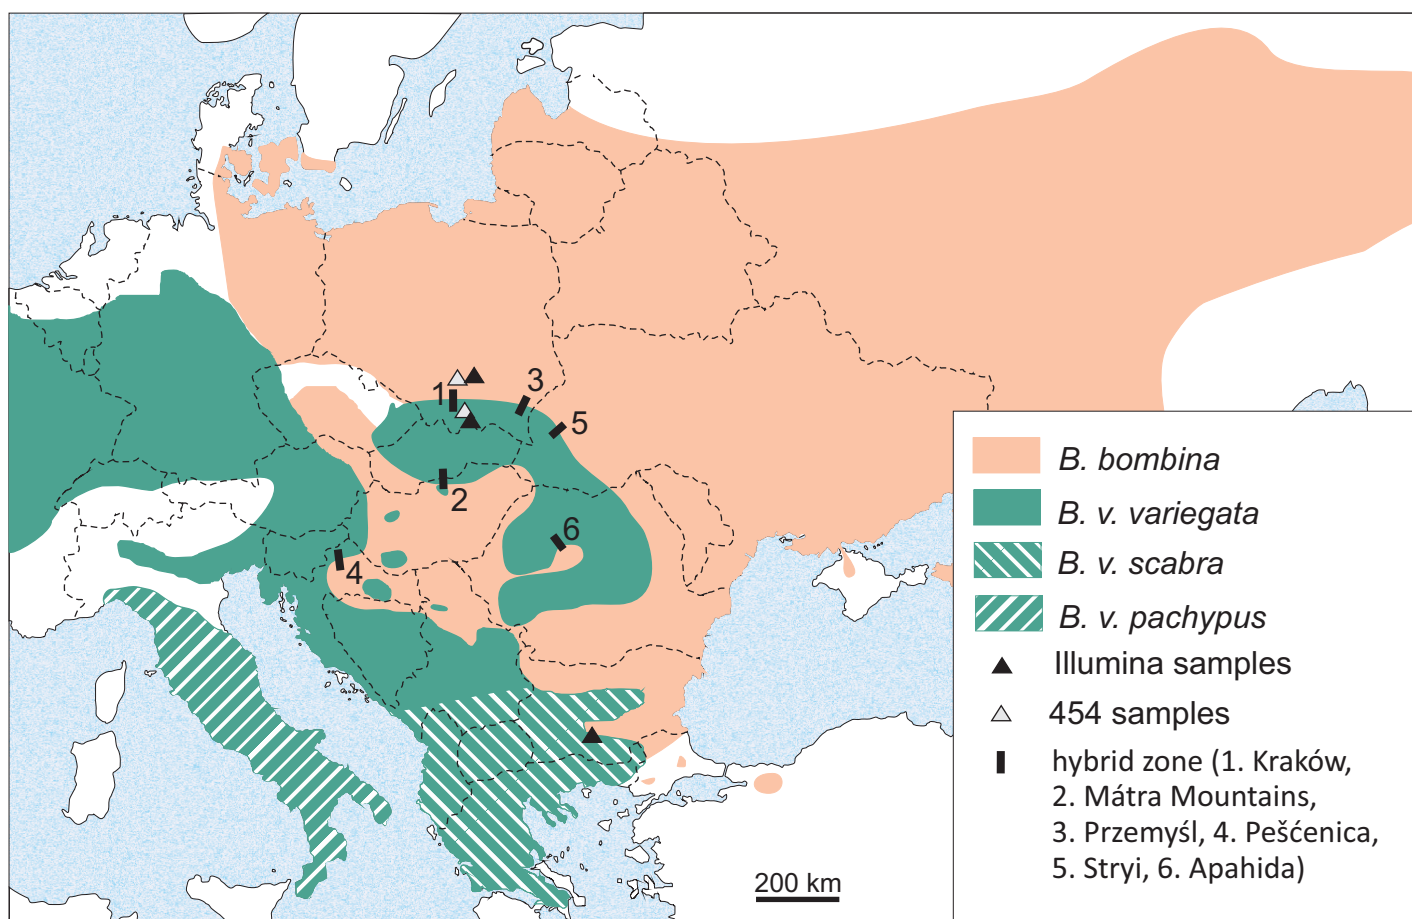 1
3
5
2
6
4
B. bombina
B. v. variegata
B. v. scabra
B. v. pachypus
Illumina samples
454 samples
hybrid zone (1. Kraków,
2. Mátra Mountains,
3. Przemyśl, 4. Pešćenica,
5. Stryi, 6. Apahida)
200 km